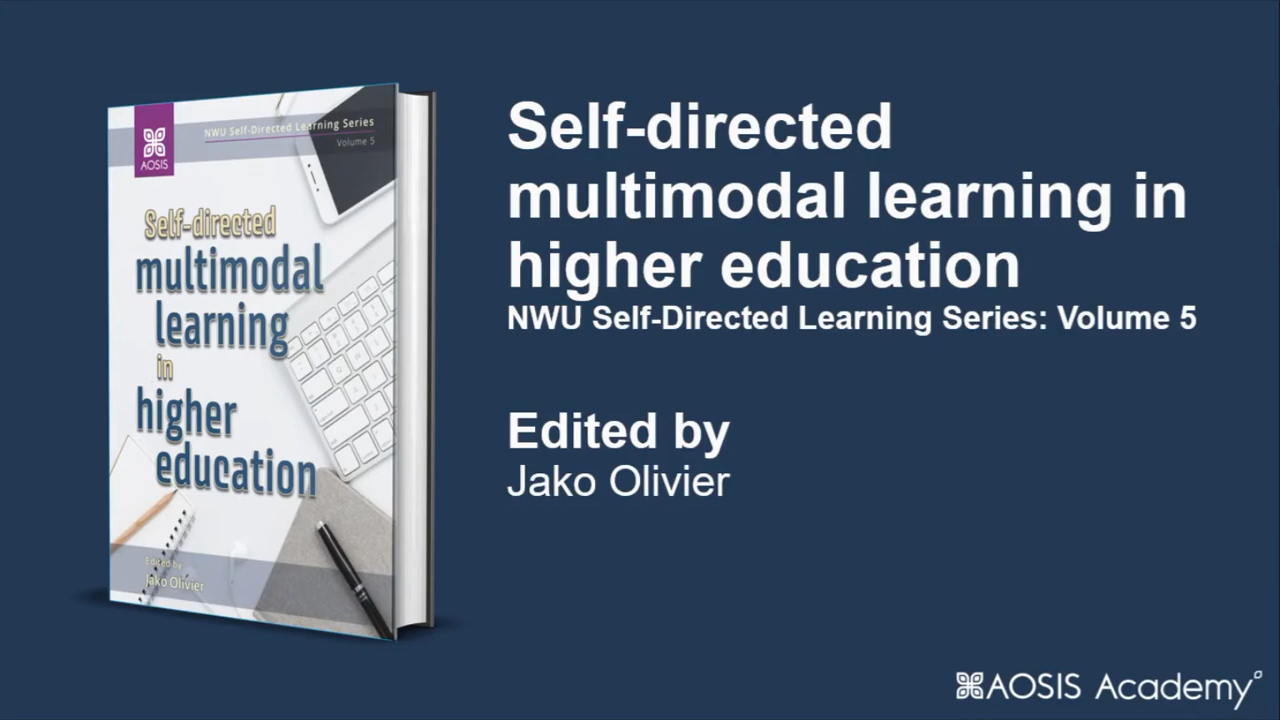 AOSIS
NWU Self-Directed Learning Series
Volume 5
Self-directed
multimodal
learning
in
higher
education
Edited by
Jako Olivier
Self-directed
multimodal learning in
higher education
NWU Self-Directed Learning Series: Volume 5
Edited by
Jako Olivier
AOSIS Academy